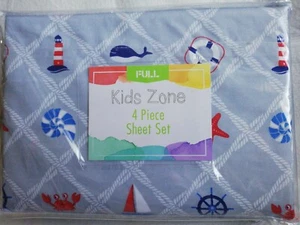 FULL
Kids Zone
4 Piece
Sheet Set